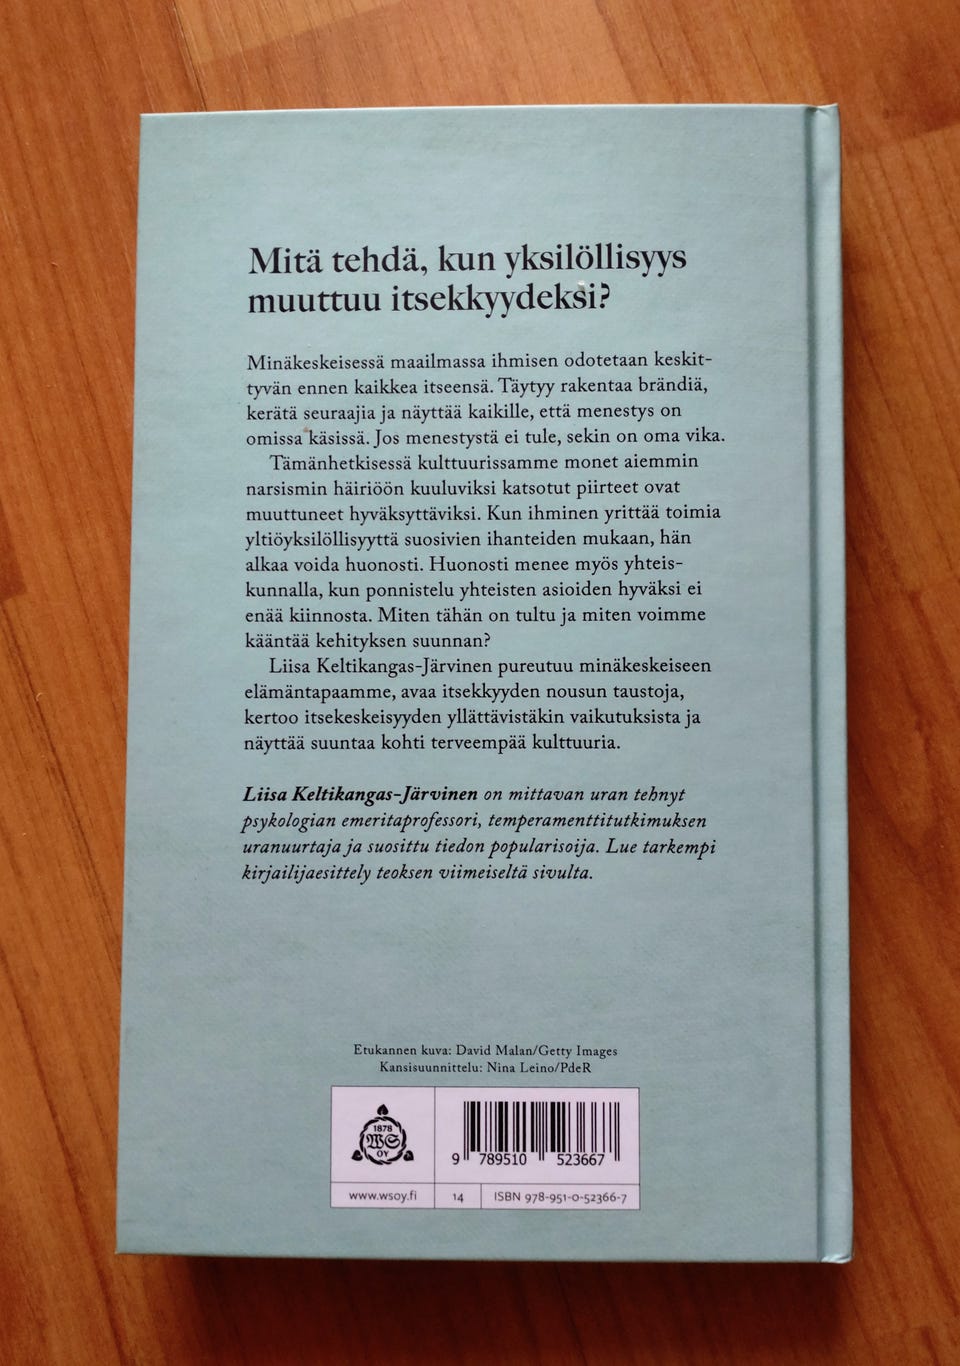 Mitä tehdä, kun yksilöllisyys
muuttuu itsekkyydeksi?
Minäkeskeisessä maailmassa ihmisen odotetaan keskit-
tyvän ennen kaikkea itseensä. Täytyy rakentaa brändiä,
kerätä seuraajia ja näyttää kaikille, että menestys on
omissa käsissä. Jos menestystä ei tule, sekin on oma vika.
Tämänhetkisessä kulttuurissamme monet aiemmin
narsismin häiriöön kuuluviksi katsotut piirteet ovat
muuttuneet hyväksyttäviksi. Kun ihminen yrittää toimia
yltiöyksilöllisyyttä suosivien ihanteiden mukaan, hän
alkaa voida huonosti. Huonosti menee myös yhteis-
kunnalla, kun ponnistelu yhteisten asioiden hyväksi ei
enää kiinnosta. Miten tähän on tultu ja miten voimme
kääntää kehityksen suunnan?
Liisa Keltikangas-Järvinen pureutuu minäkeskeiseen
elämäntapaamme, avaa itsekkyyden nousun taustoja,
kertoo itsekeskeisyyden yllättävistäkin vaikutuksista ja
näyttää suuntaa kohti terveempää kulttuuria.
Liisa Keltikangas-Järvinen on mittavan uran tehnyt
psykologian emeritaprofessori, temperamenttitutkimuksen
uranuurtaja ja suosittu tiedon popularisoija. Lue tarkempi
kirjailijaesittely teoksen viimeiseltä sivulta.
Etukannen kuva: David Malan/Getty Images
Kansisuunnittelu: Nina Leino/PdeR
1878
WS
OY
9 789510 523667
www.wsoy.fi
14
ISBN 978-951-0-52366-7